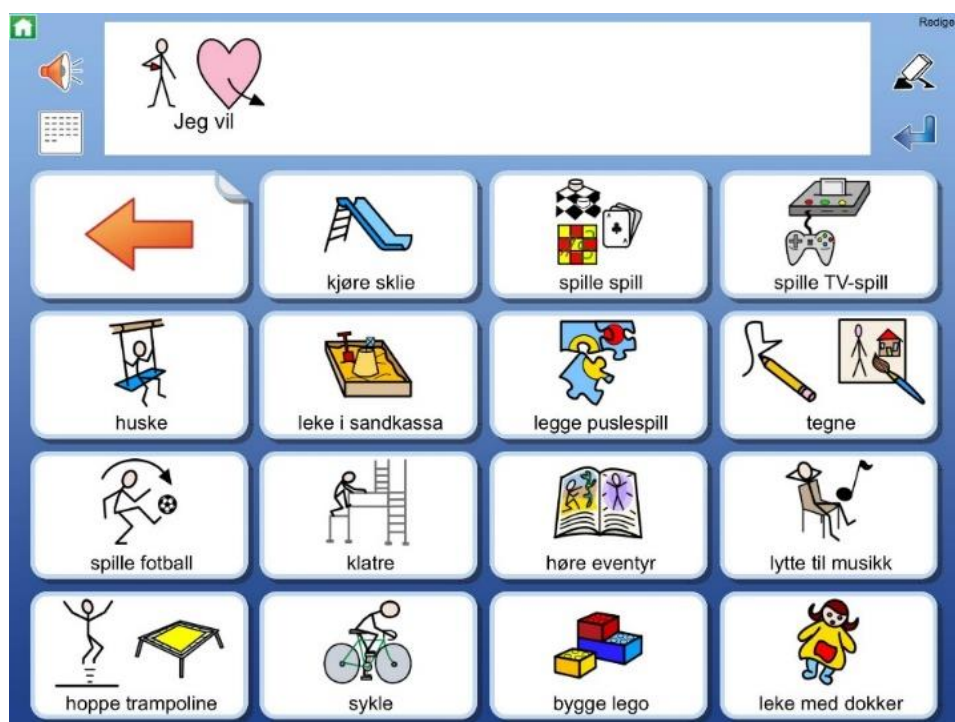 Redige
Jeg vil
kjøre sklie
spille spill
spille TV-spill
huske
leke i sandkassa
legge puslespill
tegne
spille fotball
klatre
høre eventyr
lytte til musikk
hoppe trampoline
sykle
bygge lego
leke med dokker